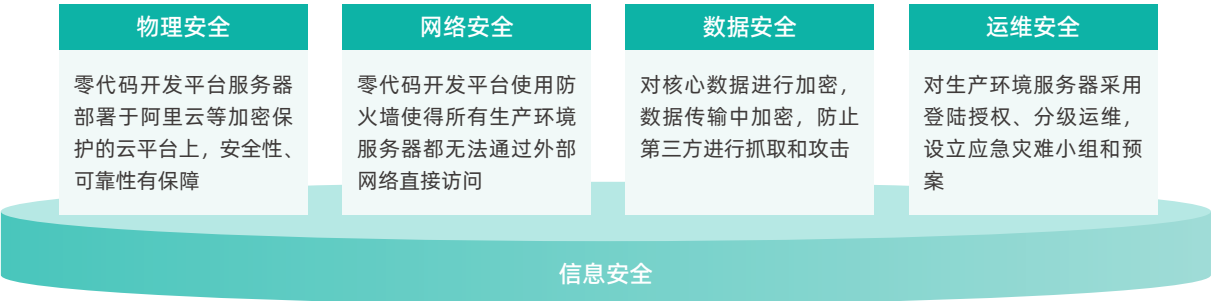 物理安全
零代码开发平台服务器
部署于阿里云等加密保
护的云平台上，安全性、
可靠性有保障
网络安全
零代码开发平台使用防
火墙使得所有生产环境
服务器都无法通过外部
网络直接访问
数据安全
对核心数据进行加密，
数据传输中加密，防止
第三方进行抓取和攻击
运维安全
对生产环境服务器采用
登陆授权、分级运维，
设立应急灾难小组和预
案
信息安全